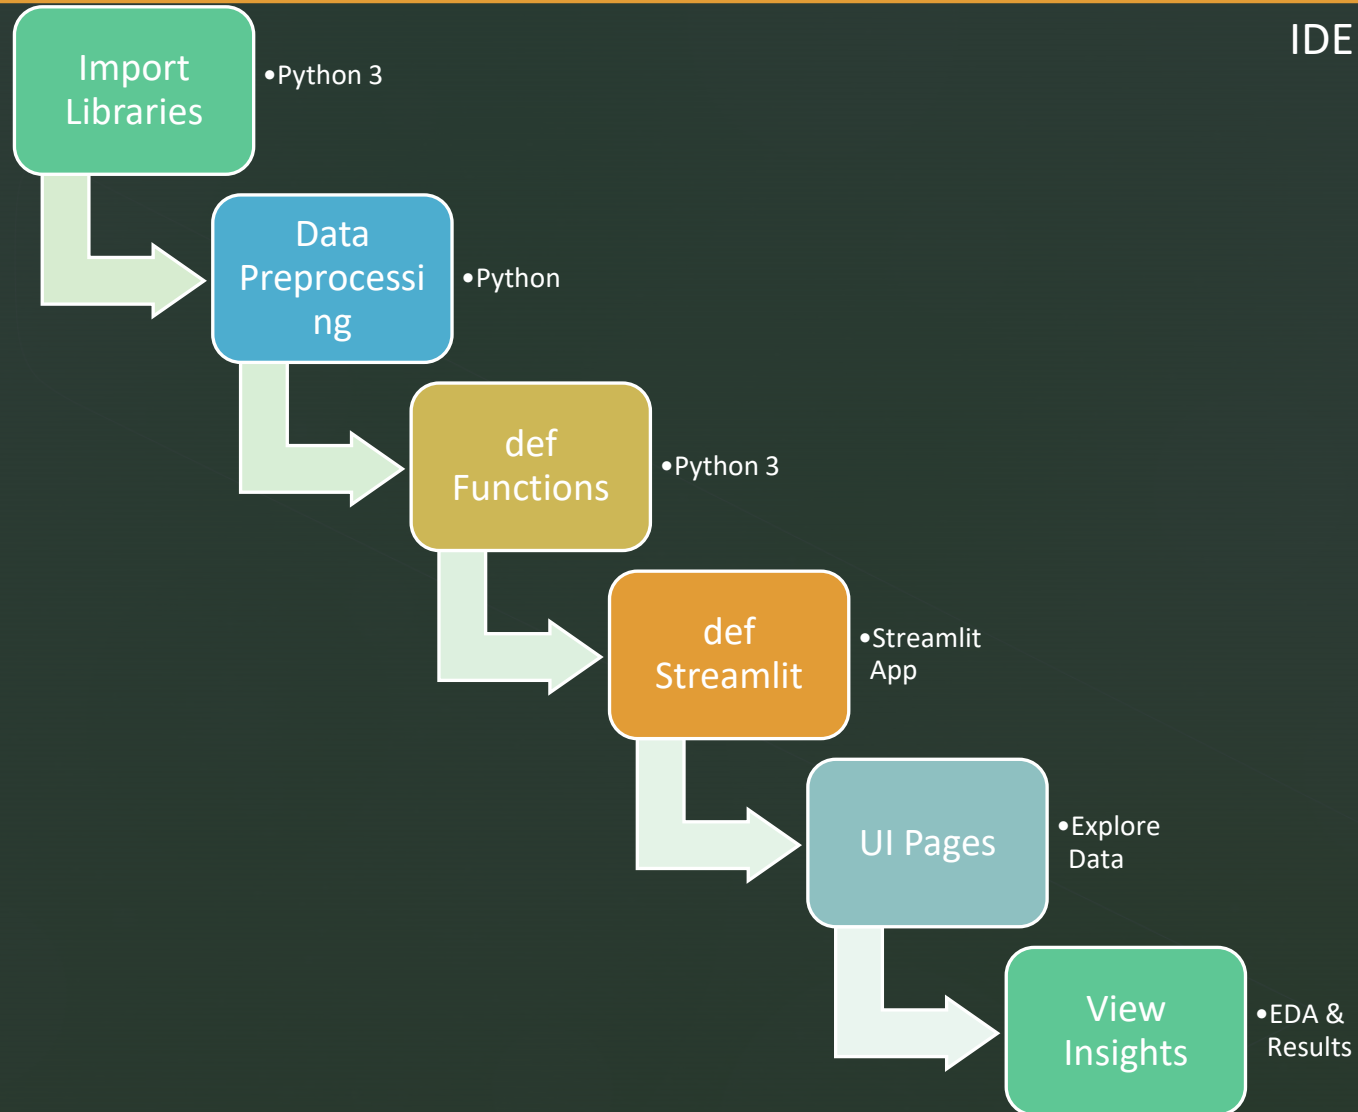 IDE
Import
Libraries
•Python 3
Data
Preprocessi
ng
•Python
def
Functions
•Python 3
def
Streamlit
•Streamlit
App
UI Pages
•Explore
Data
View
Insights
•EDA &
Results